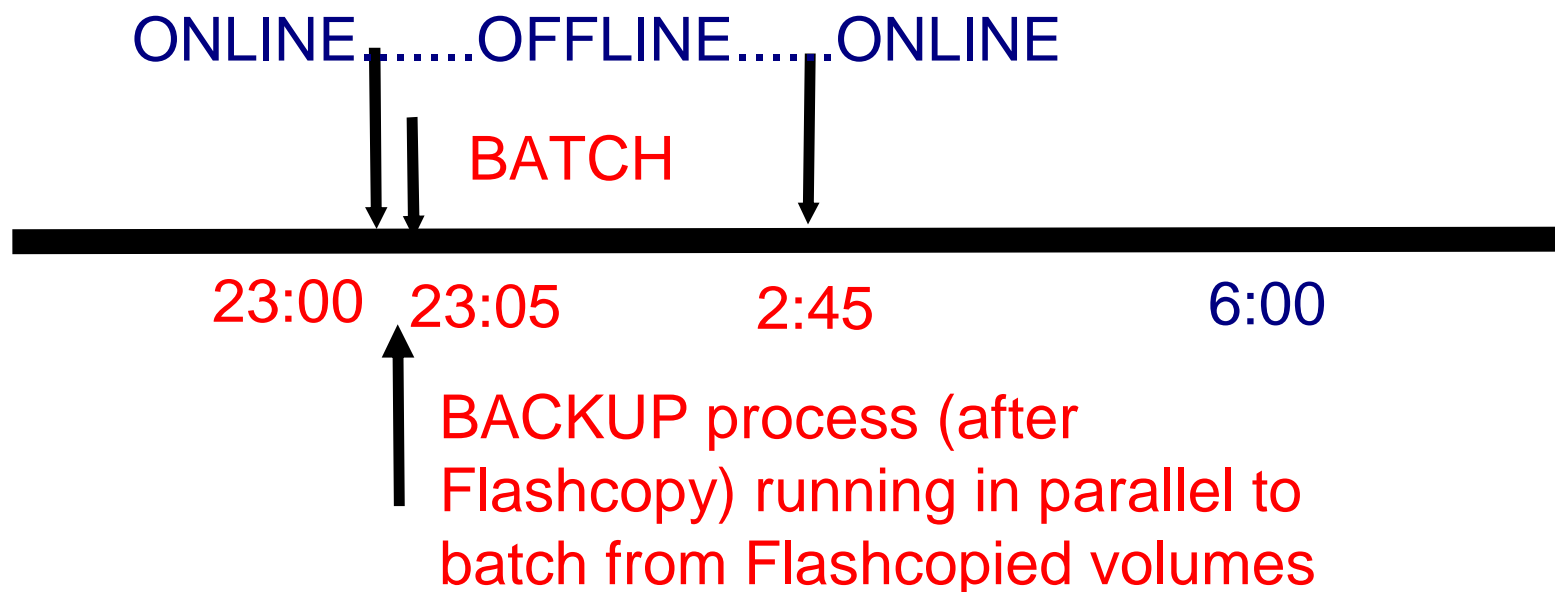 ONLINE.......OFFLINE......ONLINE
BATCH
23:00 23:05 2:45 6:00
BACKUP process (after
Flashcopy) running in parallel to
batch from Flashcopied volumes